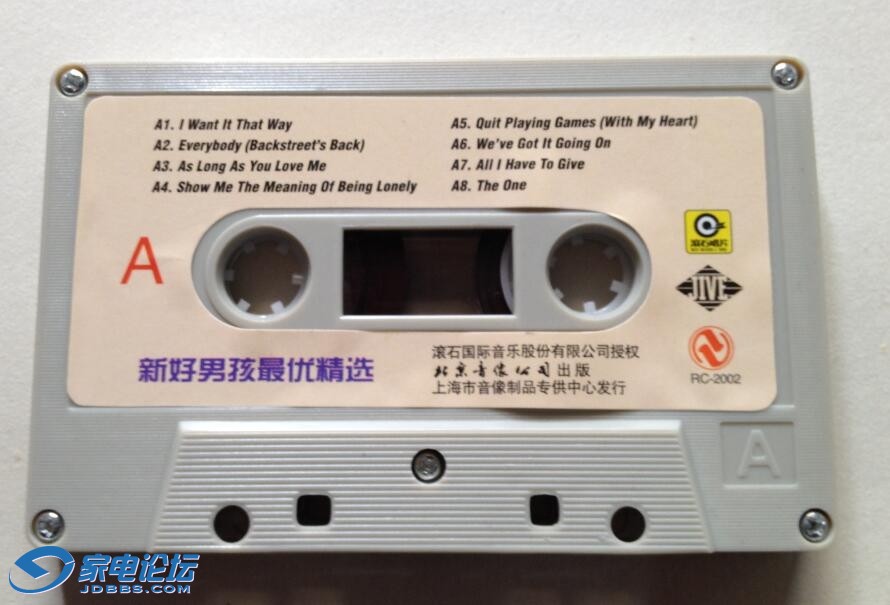 A1. I Want It That Way
A2. Everybody (Backstreet's Back)
A3. As Long As You Love Me
A4. Show Me The Meaning Of Being Lonely
A5. Quit Playing Games (With My Heart)
A6. We've Got It Going On
A7. All I Have To Give
A8. The One
A
滚石唱片
JIVE
RC-2002
新好男孩最优精选
滚石国际音乐股份有限公司授权
北京音像公司出版
上海市音像制品专供中心发行
A
家电论坛
JDBBS.COM